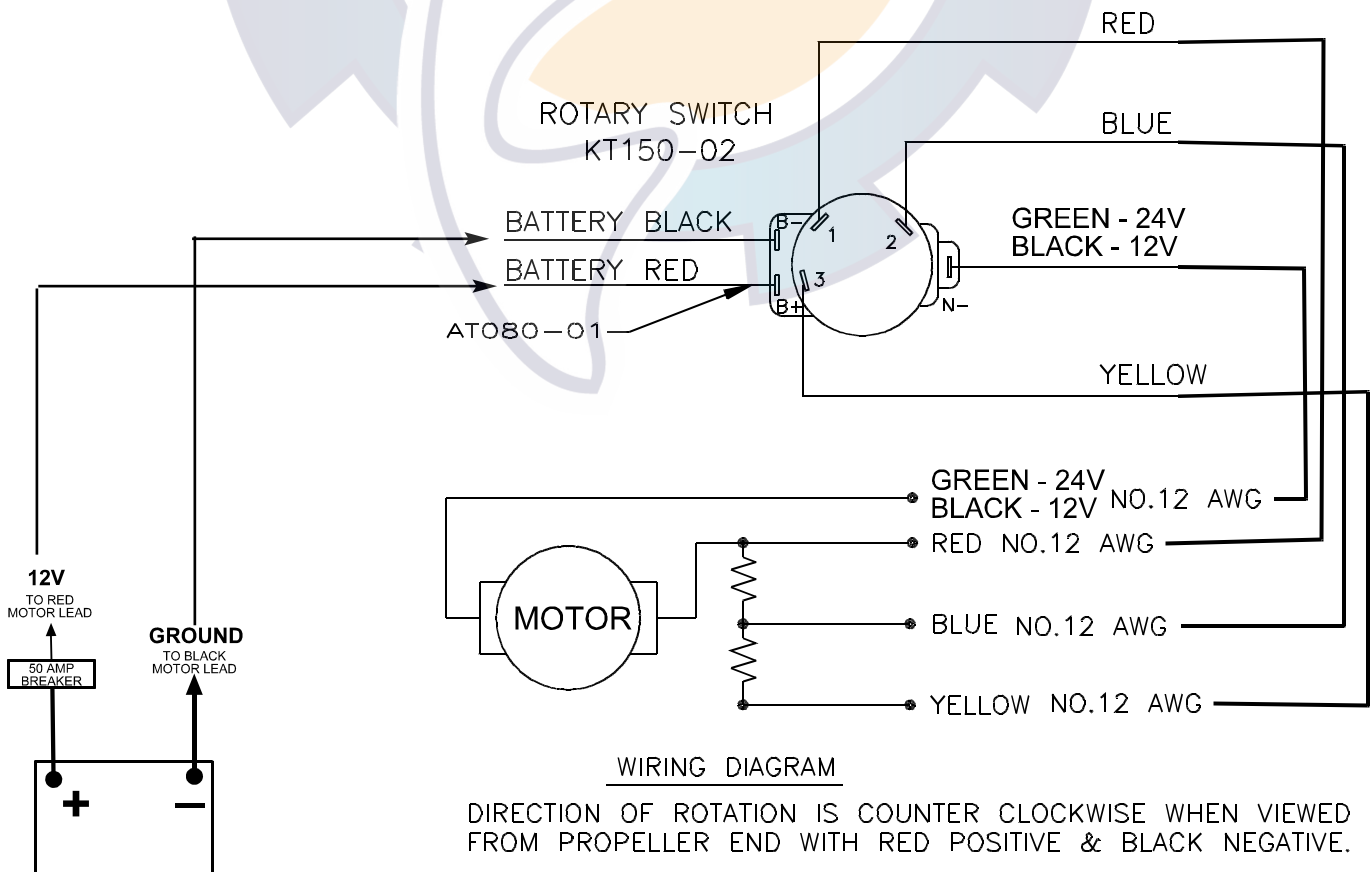 RED
ROTARY SWITCH
KT150-02
BLUE
BATTERY BLACK
BATTERY RED
AT080-01
B-
B+
1
2
3
N-
GREEN - 24V
BLACK - 12V
YELLOW
GREEN - 24V
BLACK - 12V NO.12 AWG
RED NO.12 AWG
BLUE NO.12 AWG
YELLOW NO.12 AWG
MOTOR
12V
TO RED
MOTOR LEAD
50 AMP
BREAKER
GROUND
TO BLACK
MOTOR LEAD
+
−
WIRING DIAGRAM
DIRECTION OF ROTATION IS COUNTER CLOCKWISE WHEN VIEWED
FROM PROPELLER END WITH RED POSITIVE & BLACK NEGATIVE.